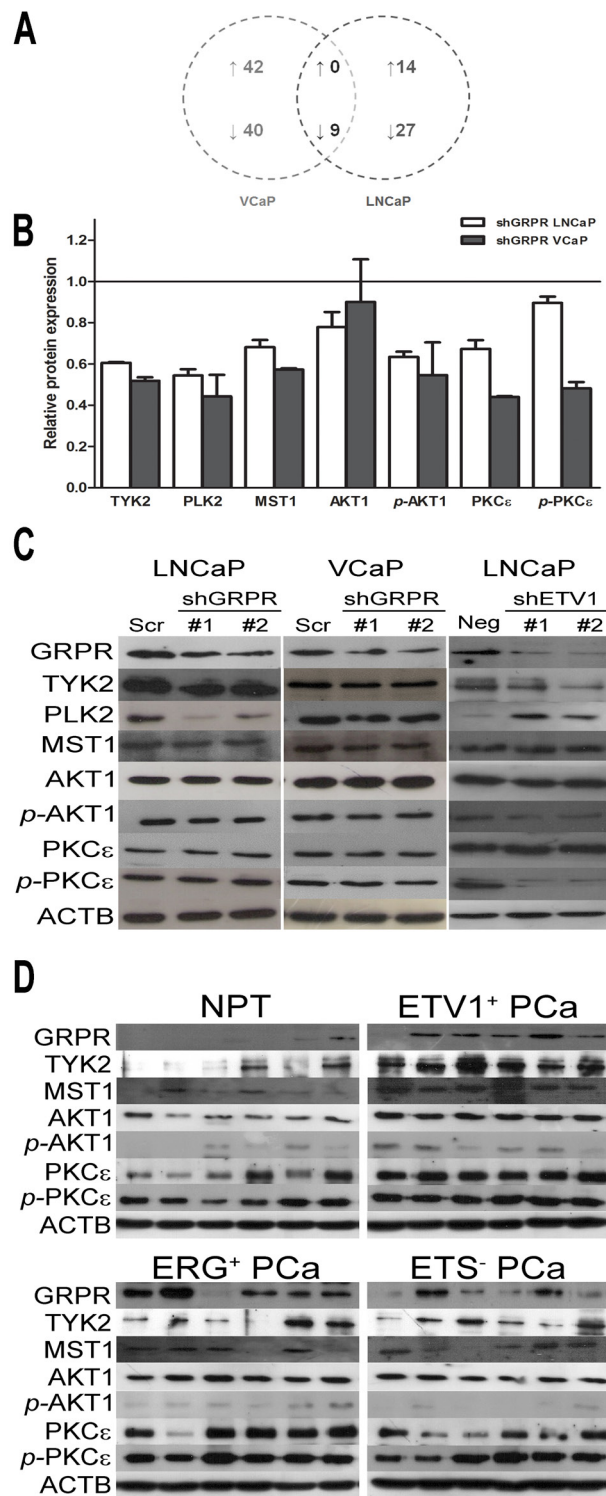 A
↑ 42 ↑ 0 ↑ 14
↓ 40 ↓ 9 ↓ 27
VCaP LNCaP
B
shGRPR LNCaP
shGRPR VCaP
Relative protein expression
1.2
1.0
0.8
0.6
0.4
0.2
0.0
TYK2 PLK2 MST1 AKT1 p-AKT1 PKCε p-PKCε
C
LNCaP VCaP LNCaP
shGRPR shGRPR shETV1
Scr #1 #2 Scr #1 #2 Neg #1 #2
GRPR
TYK2
PLK2
MST1
AKT1
p-AKT1
PKCε
p-PKCε
ACTB
D
NPT ETV1+ PCa
GRPR
TYK2
MST1
AKT1
p-AKT1
PKCε
p-PKCε
ACTB
ERG+ PCa ETS- PCa
GRPR
TYK2
MST1
AKT1
p-AKT1
PKCε
p-PKCε
ACTB